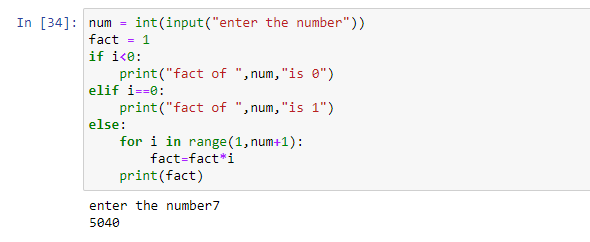 In [34]: num = int(input("enter the number"))
fact = 1
if i<0:
    print("fact of ",num,"is 0")
elif i==0:
    print("fact of ",num,"is 1")
else:
    for i in range(1,num+1):
        fact=fact*i
    print(fact)
enter the number7
5040